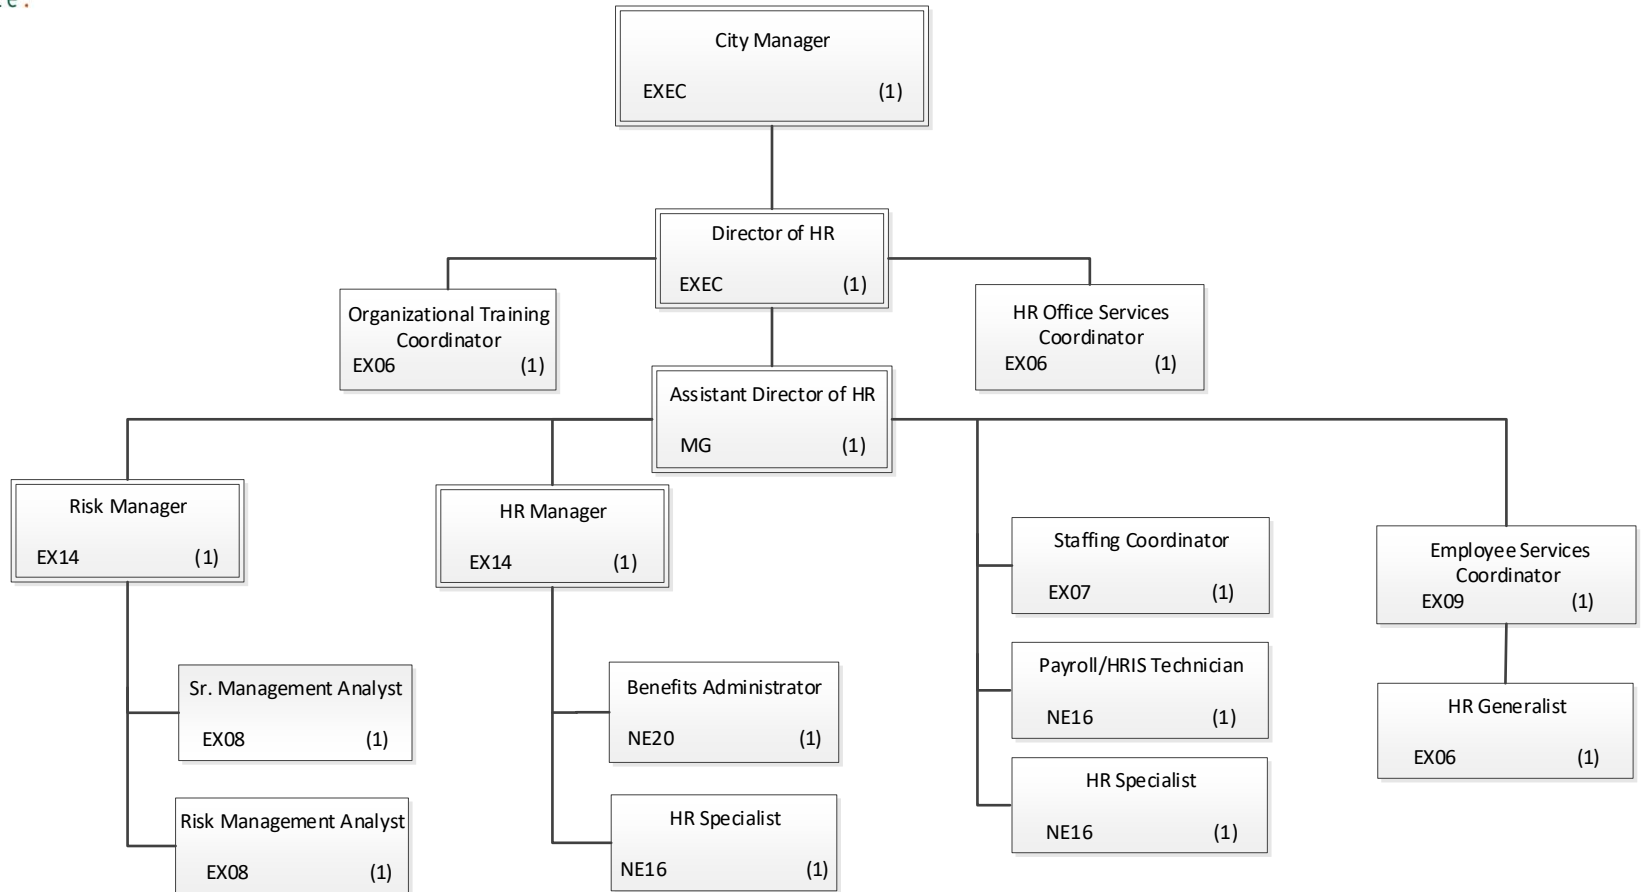 City Manager
EXEC (1)
Director of HR
EXEC (1)
Organizational Training
Coordinator
EX06 (1)
HR Office Services
Coordinator
EX06 (1)
Assistant Director of HR
MG (1)
Risk Manager
EX14 (1)
HR Manager
EX14 (1)
Staffing Coordinator
EX07 (1)
Employee Services
Coordinator
EX09 (1)
Sr. Management Analyst
EX08 (1)
Benefits Administrator
NE20 (1)
Payroll/HRIS Technician
NE16 (1)
HR Generalist
EX06 (1)
Risk Management Analyst
EX08 (1)
HR Specialist
NE16 (1)
HR Specialist
NE16 (1)